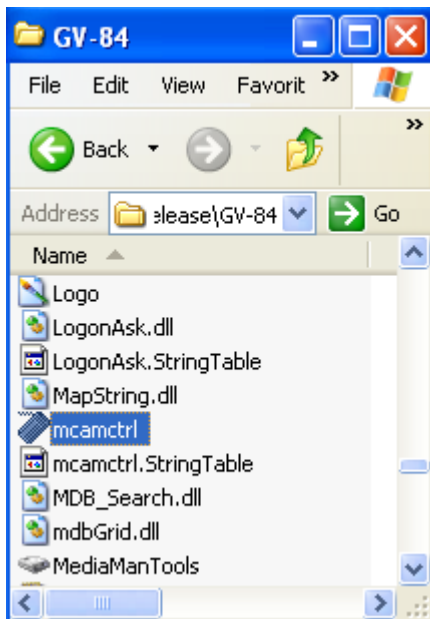 GV-84
File Edit View Favorit »
Back »
Address elease\GV-84 Go
Name
Logo
LogonAsk.dll
LogonAsk.StringTable
MapString.dll
mcamctrl
mcamctrl.StringTable
MDB_Search.dll
mdbGrid.dll
MediaManTools